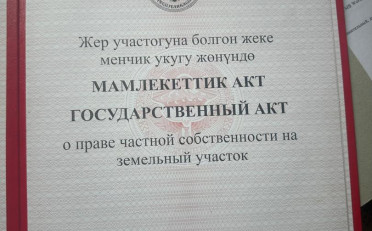 Жер участогуна болгон жеке
менчик укугу жөнүндө
МАМЛЕКЕТТИК АКТ
ГОСУДАРСТВЕННЫЙ АКТ
о праве частной собственности на
земельный участок